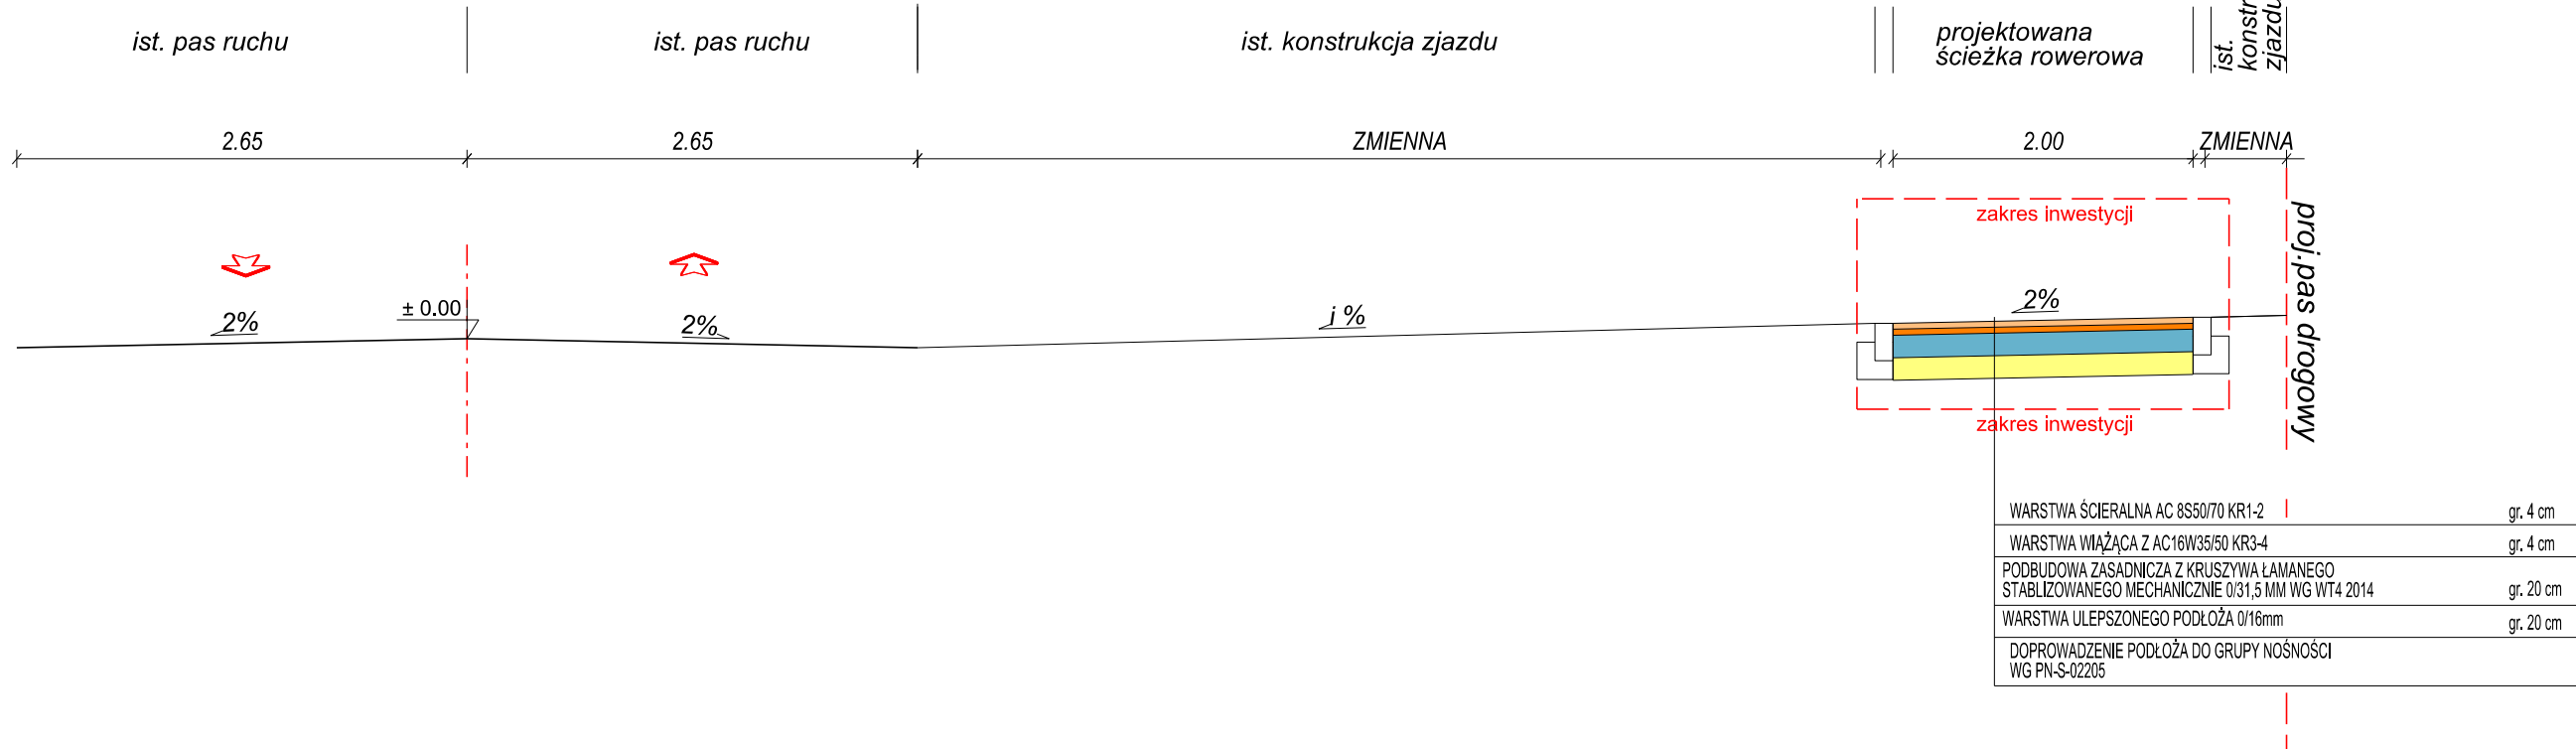 ist. pas ruchu
ist. pas ruchu
ist. konstrukcja zjazdu
projektowana
ścieżka rowerowa
ist.
konstr
zjazdu
2.65
2.65
ZMIENNA
2.00
ZMIENNA
zakres inwestycji
proj.pas drogowy
2%
± 0.00
2%
i %
2%
zakres inwestycji
WARSTWA ŚCIERALNA AC 8S50/70 KR1-2 gr. 4 cm
WARSTWA WIĄŻĄCA Z AC16W35/50 KR3-4 gr. 4 cm
PODBUDOWA ZASADNICZA Z KRUSZYWA ŁAMANEGO
STABLIZOWANEGO MECHANICZNIE 0/31,5 MM WG WT4 2014 gr. 20 cm
WARSTWA ULEPSZONEGO PODŁOŻA 0/16mm gr. 20 cm
DOPROWADZENIE PODŁOŻA DO GRUPY NOŚNOŚCI
WG PN-S-02205